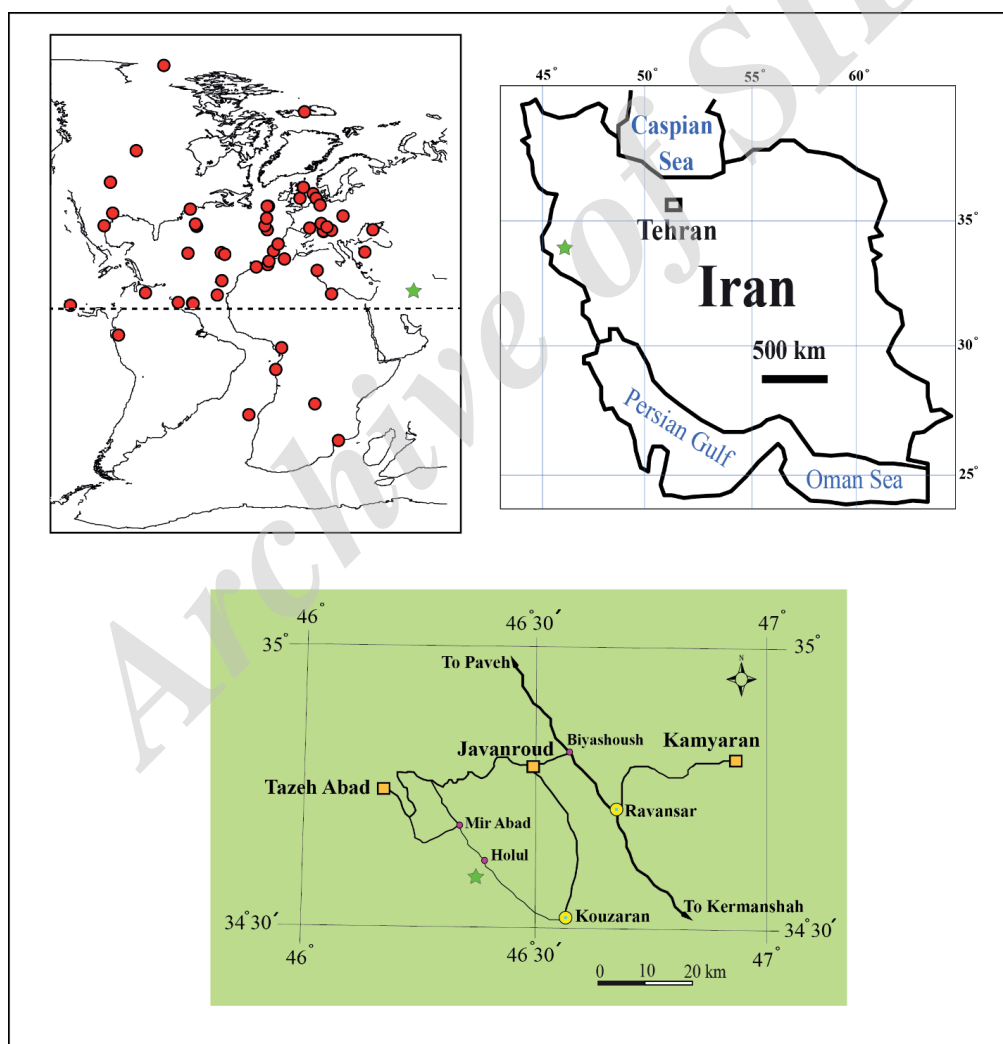 Archive of SI
45°
50°
55°
60°
Caspian
Sea
35°
Tehran
Iran
500 km
30°
Persian Gulf
Oman Sea
25°
46°
46°30′
47°
35°
35°
To Paveh
N
Biyashoush
Javanroud
Kamyaran
Tazeh Abad
Ravansar
Mir Abad
Holul
Kouzaran
To Kermanshah
34°30′
34°30′
46°
46°30′
47°
0 10 20 km